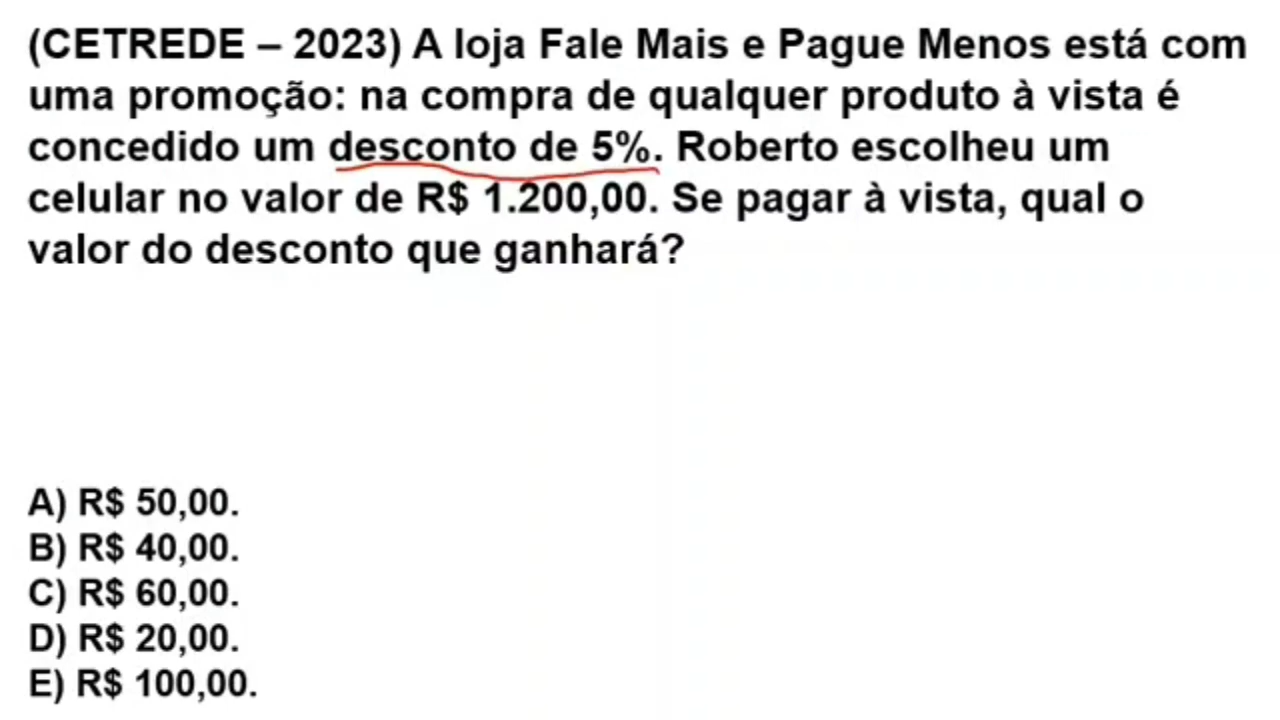 (CETREDE – 2023) A loja Fale Mais e Pague Menos está com
uma promoção: na compra de qualquer produto à vista é
concedido um desconto de 5%. Roberto escolheu um
celular no valor de R$ 1.200,00. Se pagar à vista, qual o
valor do desconto que ganhará?
A) R$ 50,00.
B) R$ 40,00.
C) R$ 60,00.
D) R$ 20,00.
E) R$ 100,00.